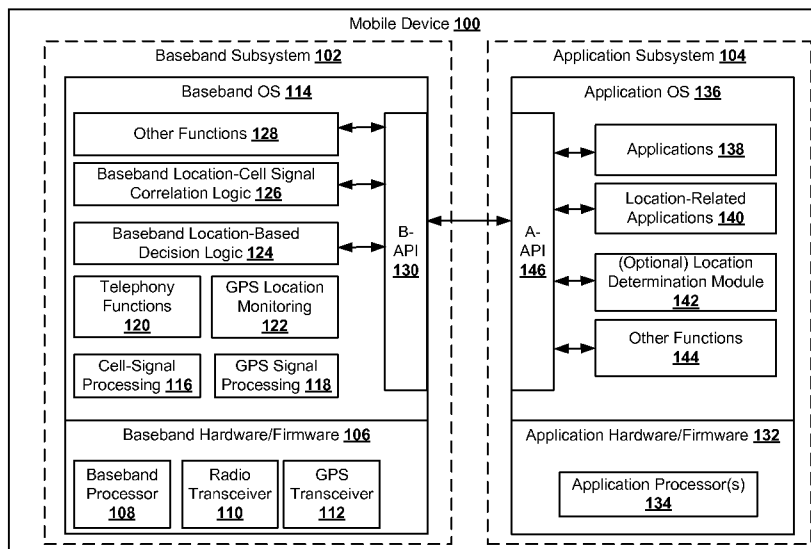 Mobile Device 100
Baseband Subsystem 102
Baseband OS 114
Other Functions 128
Baseband Location-Cell Signal
Correlation Logic 126
Baseband Location-Based
Decision Logic 124
Telephony
Functions
120
GPS Location
Monitoring
122
Cell-Signal
Processing 116
GPS Signal
Processing 118
B-
API
130
Baseband Hardware/Firmware 106
Baseband
Processor
108
Radio
Transceiver
110
GPS
Transceiver
112
Application Subsystem 104
Application OS 136
A-
API
146
Applications 138
Location-Related
Applications 140
(Optional) Location
Determination Module
142
Other Functions
144
Application Hardware/Firmware 132
Application Processor(s)
134